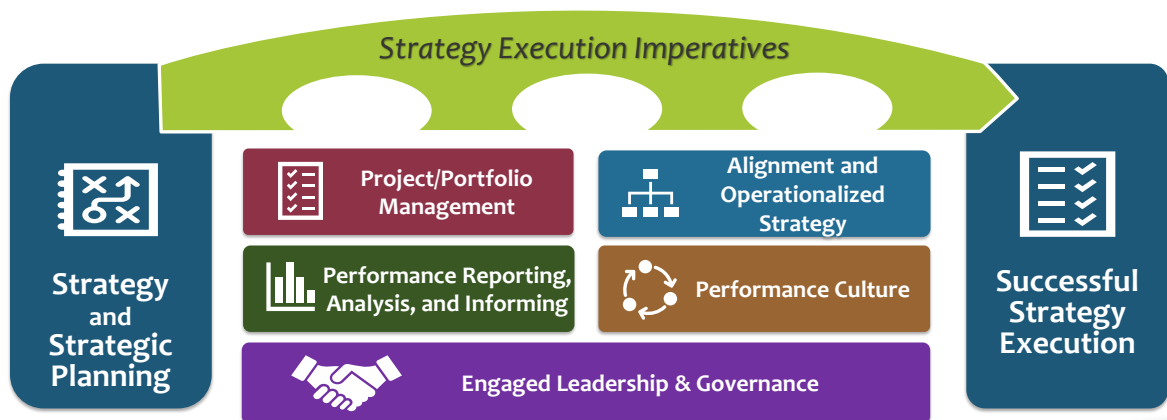 Strategy Execution Imperatives
Strategy
and
Strategic
Planning
Project/Portfolio
Management
Alignment and
Operationalized
Strategy
Performance Reporting,
Analysis, and Informing
Performance Culture
Engaged Leadership & Governance
Successful
Strategy
Execution